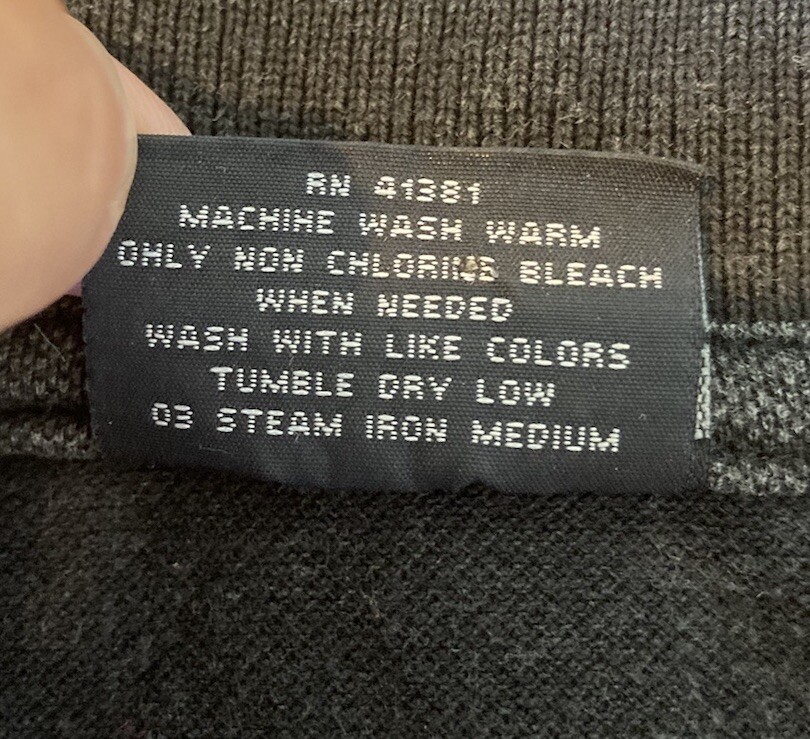 RN 41381
MACHINE WASH WARM
ONLY NON CHLORINE BLEACH
WHEN NEEDED
WASH WITH LIKE COLORS
TUMBLE DRY LOW
03 STEAM IRON MEDIUM